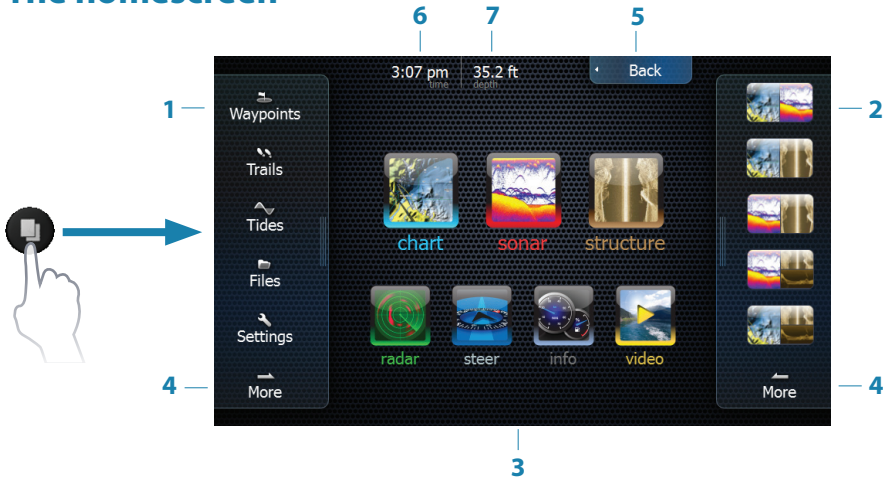 The homescreen
6 7 5
3:07 pm 35.2 ft Back
time depth
1 Waypoints 2
Trails
chart sonar structure
Tides
Files
Settings
radar steer info video
4 More More 4
3